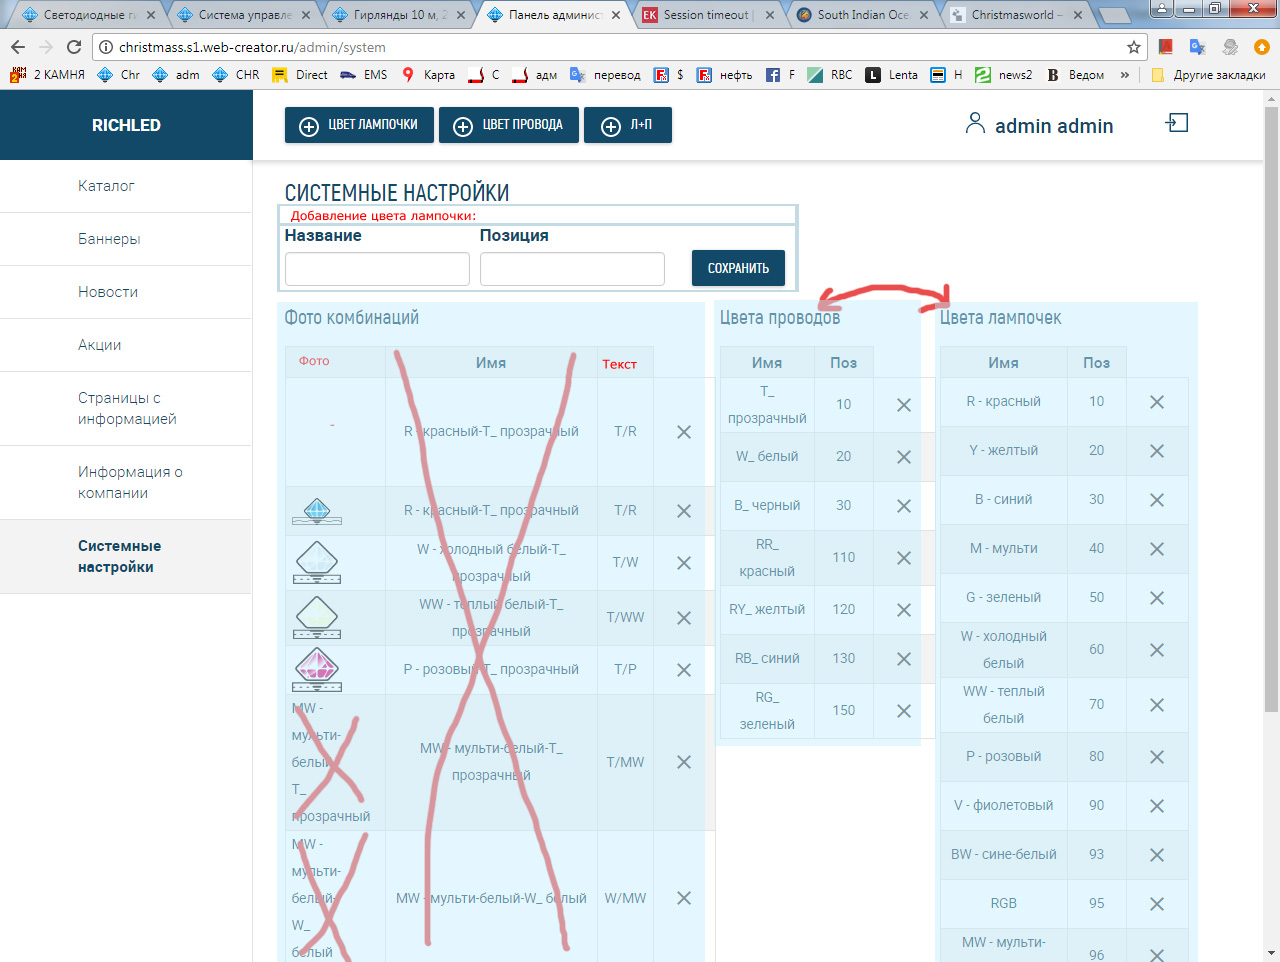 Светодиодные г
Система управле
Гирлянды 10 м, 2
Панель админис
Session timeout
South Indian Oce
Christmasworld –
christmass.s1.web-creator.ru/admin/system
2 КАМНЯ
Chr
adm
CHR
Direct
EMS
Карта
С
адм
перевод
$
нефть
F
RBC
Lenta
Н
news2
Ведом
»
Другие закладки
RICHLED
ЦВЕТ ЛАМПОЧКИ
ЦВЕТ ПРОВОДА
Л+П
admin admin
Каталог
Баннеры
Новости
Акции
Страницы с
информацией
Информация о
компании
Системные
настройки
СИСТЕМНЫЕ НАСТРОЙКИ
Добавление цвета лампочки:
Название
Позиция
СОХРАНИТЬ
Фото комбинаций
Фото
Имя
Текст
-
R - красный-T_ прозрачный
T/R
R - красный-T_ прозрачный
T/R
W - холодный белый-T_
прозрачный
T/W
WW - теплый белый-T_
прозрачный
T/WW
P - розовый-T_ прозрачный
T/P
MW -
мульти-
белый-
T_
прозрачный
MW - мульти-белый-T_
прозрачный
T/MW
MW -
мульти-
белый-
W_
белый
MW - мульти-белый-W_ белый
W/MW
Цвета проводов
Имя
Поз
T_
прозрачный
10
W_ белый
20
B_ черный
30
RR_
красный
110
RY_ желтый
120
RB_ синий
130
RG_
зеленый
150
Цвета лампочек
Имя
Поз
R - красный
10
Y - желтый
20
B - синий
30
M - мульти
40
G - зеленый
50
W - холодный
белый
60
WW - теплый
белый
70
P - розовый
80
V - фиолетовый
90
BW - сине-белый
93
RGB
95
MW - мульти-
96